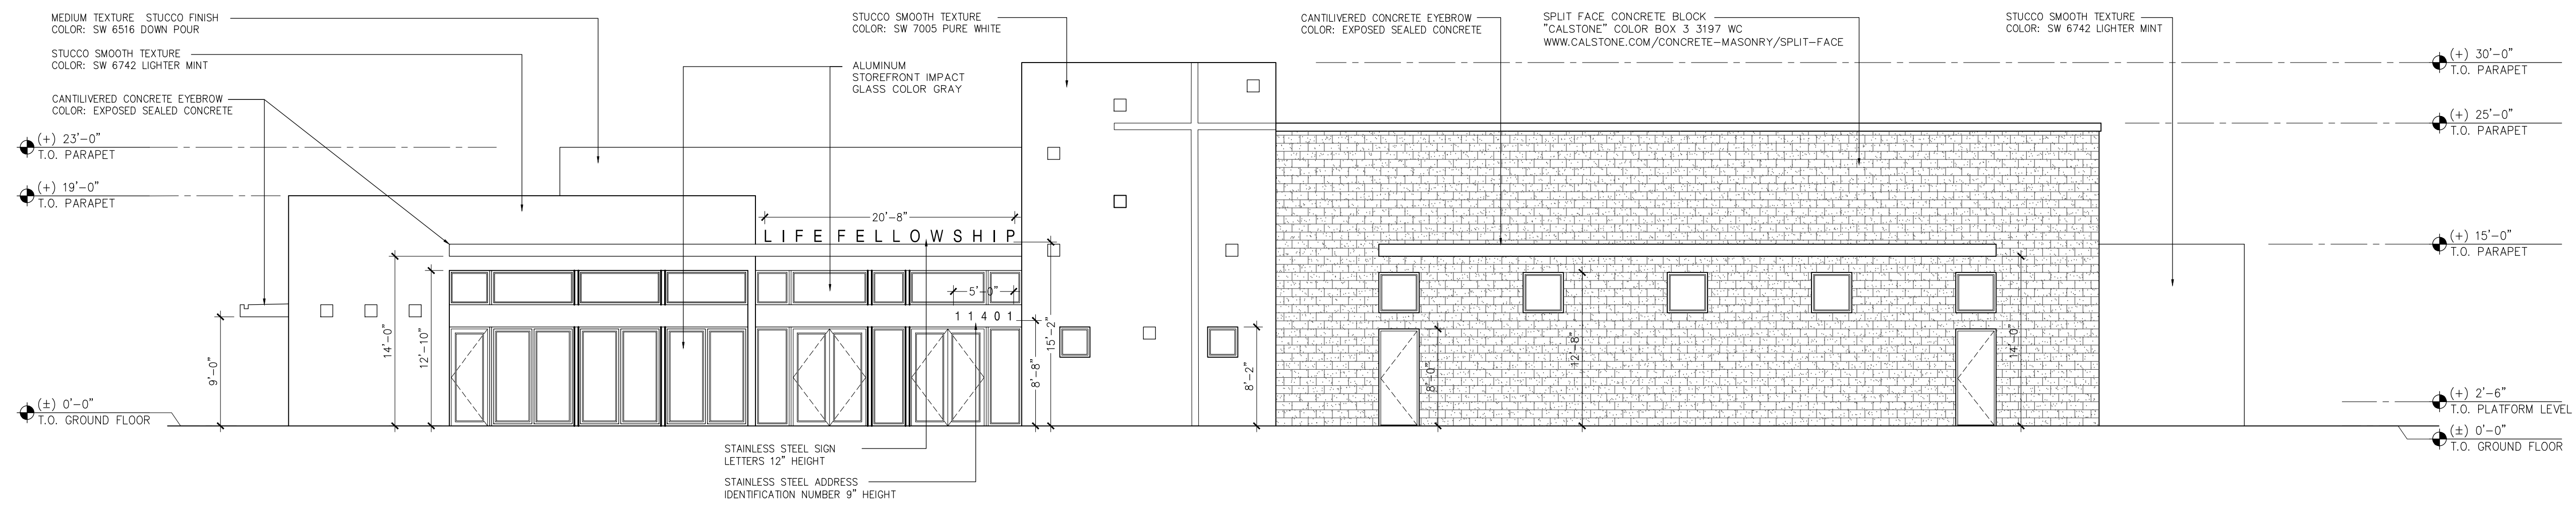 MEDIUM TEXTURE  STUCCO FINISH
COLOR: SW 6516 DOWN POUR
STUCCO SMOOTH TEXTURE
COLOR: SW 6742 LIGHTER MINT
CANTILIVERED CONCRETE EYEBROW
COLOR: EXPOSED SEALED CONCRETE
(+) 23'-0"
T.O. PARAPET
(+) 19'-0"
T.O. PARAPET
(±) 0'-0"
T.O. GROUND FLOOR
9'-0"
14'-0"
12'-10"
STUCCO SMOOTH TEXTURE
COLOR: SW 7005 PURE WHITE
ALUMINUM
STOREFRONT IMPACT
GLASS COLOR GRAY
20'-8"
LIFE FELLOWSHIP
5'-0"
11401
8'-8"
15'-2"
STAINLESS STEEL SIGN
LETTERS 12" HEIGHT
STAINLESS STEEL ADDRESS
IDENTIFICATION NUMBER 9" HEIGHT
8'-2"
CANTILIVERED CONCRETE EYEBROW
COLOR: EXPOSED SEALED CONCRETE
SPLIT FACE CONCRETE BLOCK
"CALSTONE" COLOR BOX 3 3197 WC
WWW.CALSTONE.COM/CONCRETE-MASONRY/SPLIT-FACE
8'-0"
12'-8"
14'-0"
STUCCO SMOOTH TEXTURE
COLOR: SW 6742 LIGHTER MINT
(+) 30'-0"
T.O. PARAPET
(+) 25'-0"
T.O. PARAPET
(+) 15'-0"
T.O. PARAPET
(+) 2'-6"
T.O. PLATFORM LEVEL
(±) 0'-0"
T.O. GROUND FLOOR